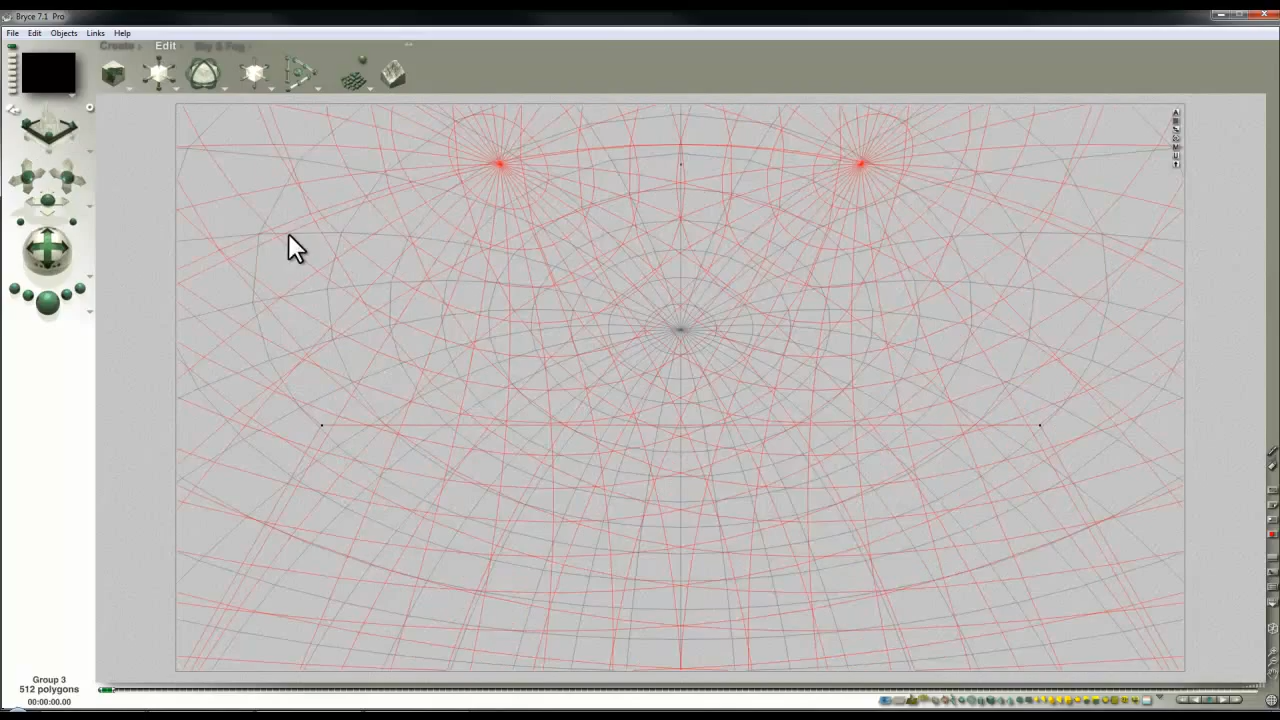 Bryce 7.1 Pro
File Edit Objects Links Help
Create Edit Sky & Fog
Group 3
512 polygons
00:00:00.00